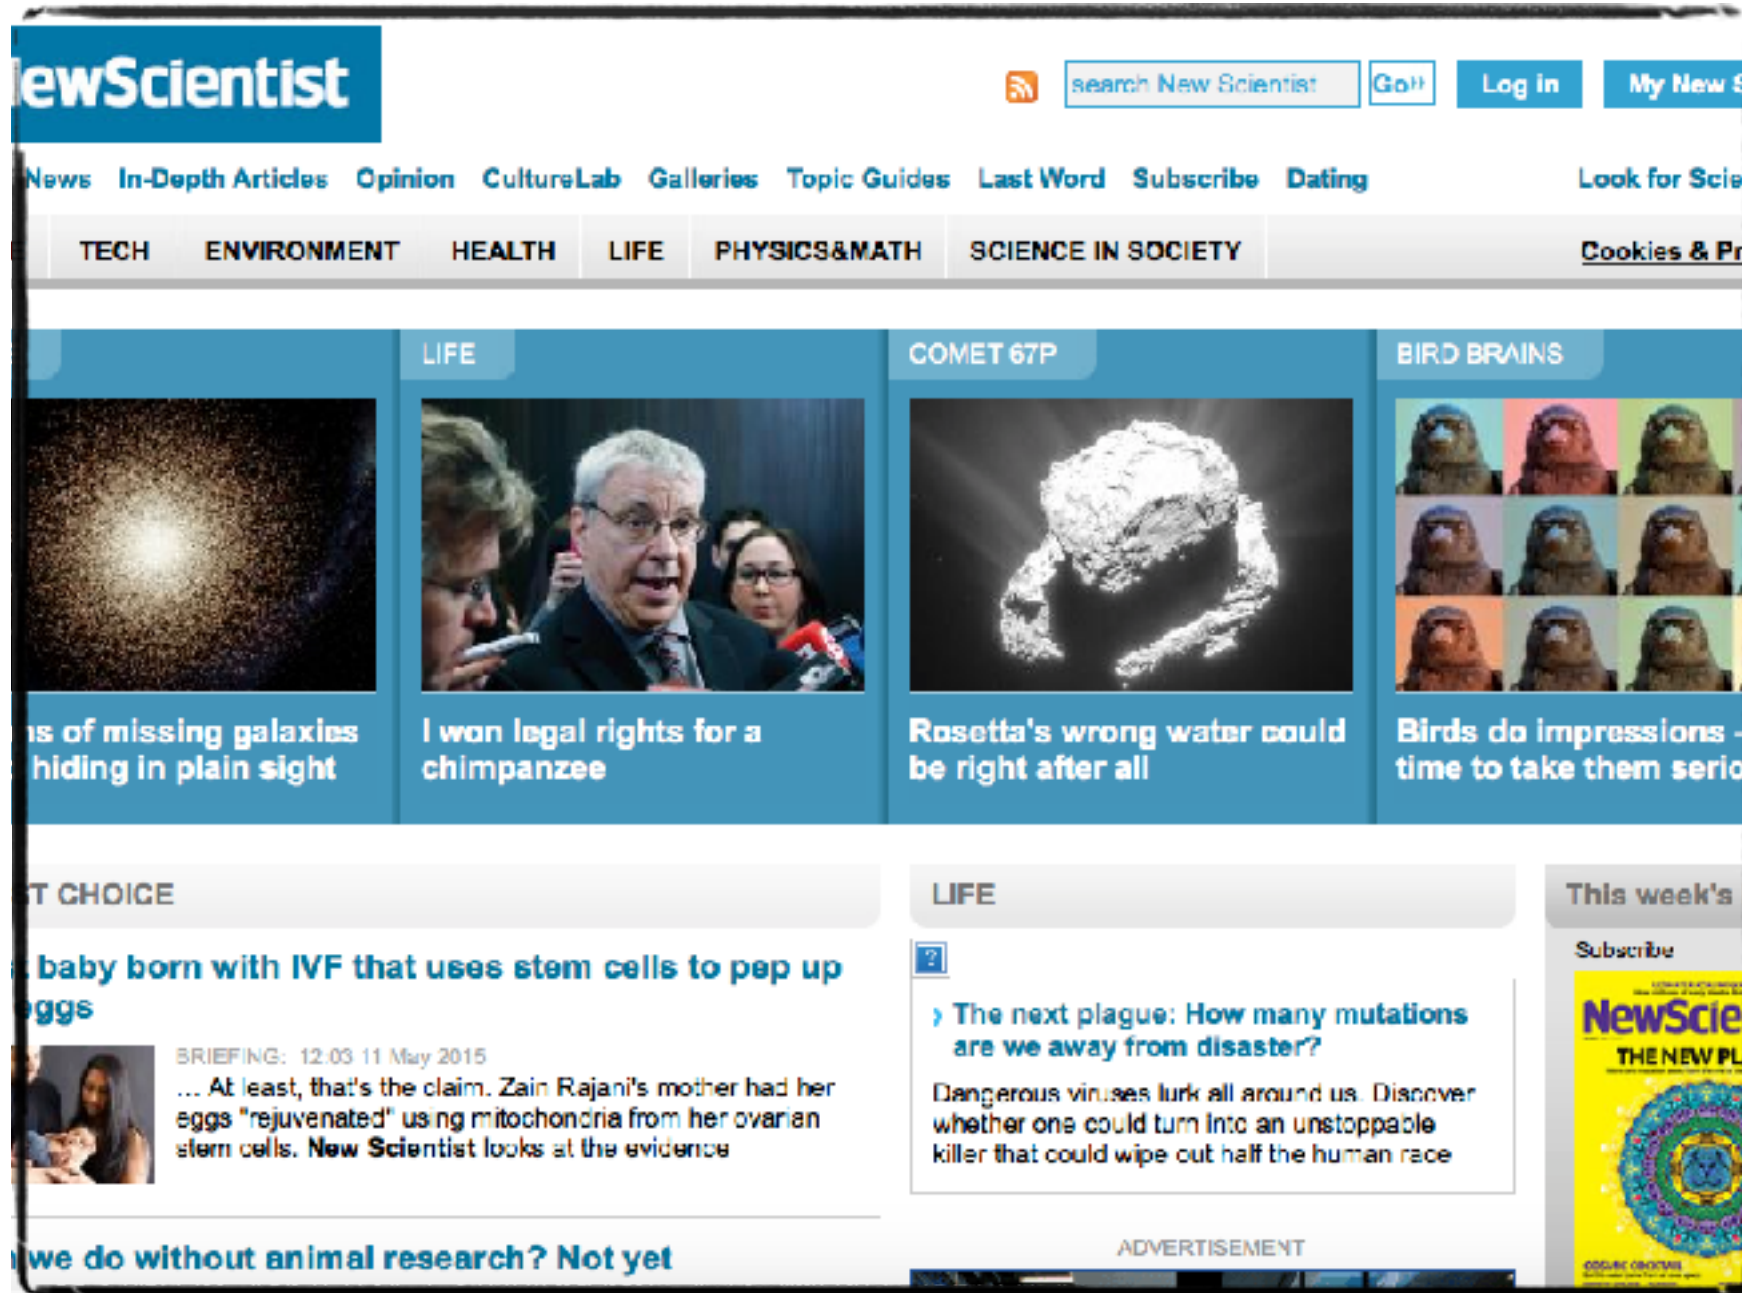 ewScientist
search New Scientist Go Log in My New S
News In-Depth Articles Opinion CultureLab Galleries Topic Guides Last Word Subscribe Dating Look for Scie
TECH ENVIRONMENT HEALTH LIFE PHYSICS&MATH SCIENCE IN SOCIETY Cookies & Pr
LIFE
COMET 67P
BIRD BRAINS
ns of missing galaxies
hiding in plain sight
I won legal rights for a
chimpanzee
Rosetta's wrong water could
be right after all
Birds do impressions -
time to take them serio
T CHOICE
baby born with IVF that uses stem cells to pep up
eggs
BRIEFING: 12:03 11 May 2015
... At least, that's the claim. Zain Rajani's mother had her
eggs "rejuvenated" using mitochondria from her ovarian
stem cells. New Scientist looks at the evidence
we do without animal research? Not yet
LIFE
?
The next plague: How many mutations
are we away from disaster?
Dangerous viruses lurk all around us. Discover
whether one could turn into an unstoppable
killer that could wipe out half the human race
ADVERTISEMENT
This week's
Subscribe
NewScie
THE NEW PL
COSMIC COCKTAIL